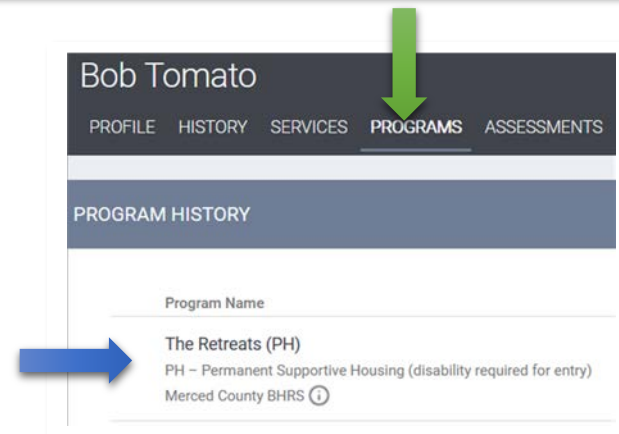 Bob Tomato
PROFILE HISTORY SERVICES PROGRAMS ASSESSMENTS
PROGRAM HISTORY
Program Name
The Retreats (PH)
PH – Permanent Supportive Housing (disability required for entry)
Merced County BHRS